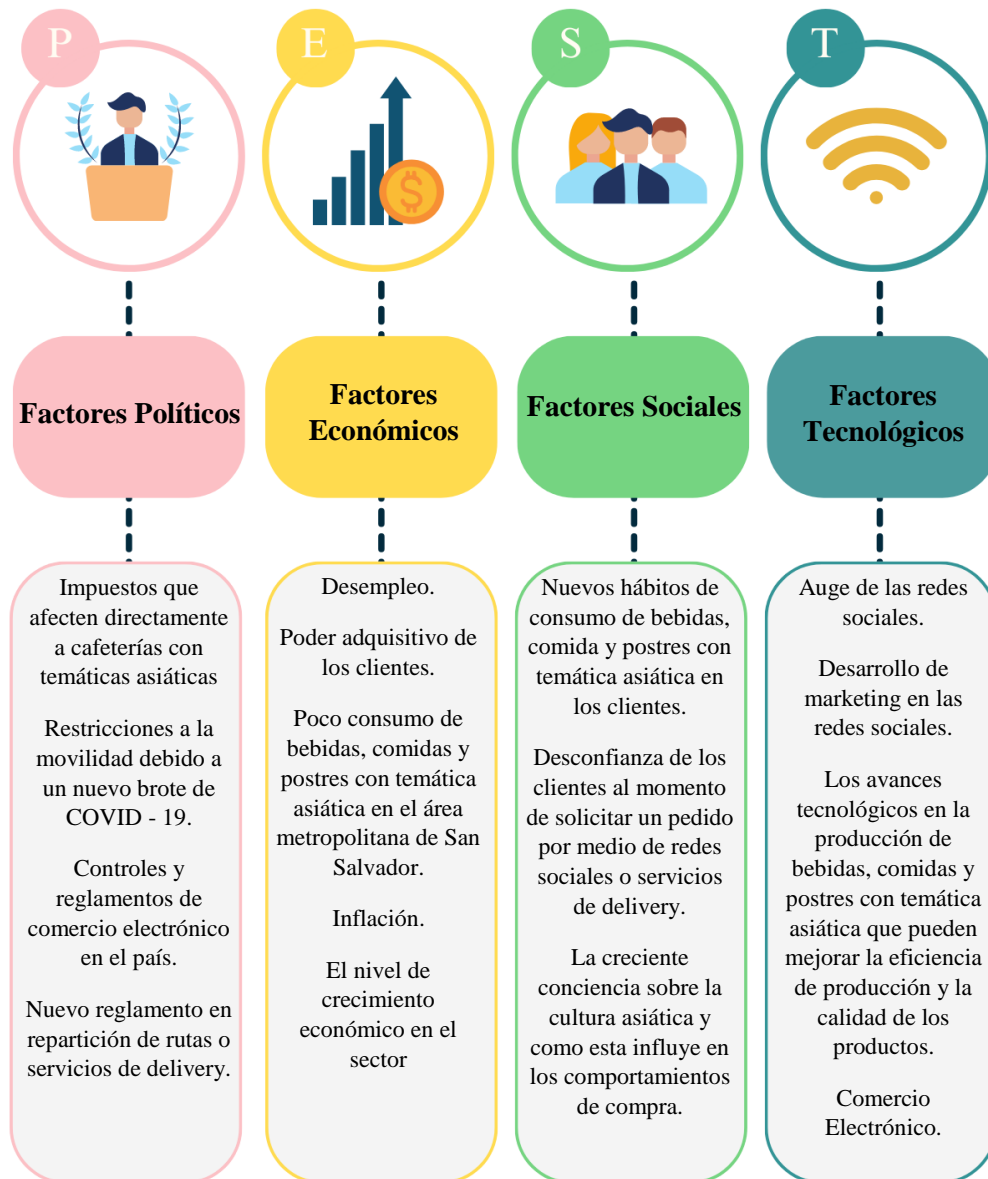 P
E
S
T
Factores Políticos
Factores
Económicos
Factores Sociales
Factores
Tecnológicos
Impuestos que
afecten directamente
a cafeterías con
temáticas asiáticas
Restricciones a la
movilidad debido a
un nuevo brote de
COVID - 19.
Controles y
reglamentos de
comercio electrónico
en el país.
Nuevo reglamento en
repartición de rutas o
servicios de delivery.
Desempleo.
Poder adquisitivo de
los clientes.
Poco consumo de
bebidas, comidas y
postres con temática
asiática en el área
metropolitana de San
Salvador.
Inflación.
El nivel de
crecimiento
económico en el
sector
Nuevos hábitos de
consumo de bebidas,
comida y postres con
temática asiática en
los clientes.
Desconfianza de los
clientes al momento
de solicitar un pedido
por medio de redes
sociales o servicios
de delivery.
La creciente
conciencia sobre la
cultura asiática y
como esta influye en
los comportamientos
de compra.
Auge de las redes
sociales.
Desarrollo de
marketing en las
redes sociales.
Los avances
tecnológicos en la
producción de
bebidas, comidas y
postres con temática
asiática que pueden
mejorar la eficiencia
de producción y la
calidad de los
productos.
Comercio
Electrónico.